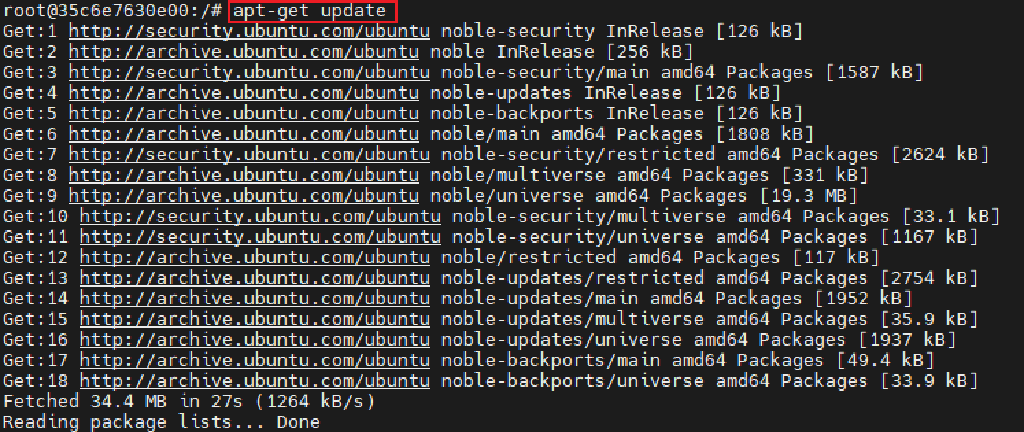 root@35c6e7630e00:/# apt-get update
Get:1 http://security.ubuntu.com/ubuntu noble-security InRelease [126 kB]
Get:2 http://archive.ubuntu.com/ubuntu noble InRelease [256 kB]
Get:3 http://security.ubuntu.com/ubuntu noble-security/main amd64 Packages [1587 kB]
Get:4 http://archive.ubuntu.com/ubuntu noble-updates InRelease [126 kB]
Get:5 http://archive.ubuntu.com/ubuntu noble-backports InRelease [126 kB]
Get:6 http://archive.ubuntu.com/ubuntu noble/main amd64 Packages [1808 kB]
Get:7 http://security.ubuntu.com/ubuntu noble-security/restricted amd64 Packages [2624 kB]
Get:8 http://archive.ubuntu.com/ubuntu noble/multiverse amd64 Packages [331 kB]
Get:9 http://archive.ubuntu.com/ubuntu noble/universe amd64 Packages [19.3 MB]
Get:10 http://security.ubuntu.com/ubuntu noble-security/multiverse amd64 Packages [33.1 kB]
Get:11 http://security.ubuntu.com/ubuntu noble-security/universe amd64 Packages [1167 kB]
Get:12 http://archive.ubuntu.com/ubuntu noble/restricted amd64 Packages [117 kB]
Get:13 http://archive.ubuntu.com/ubuntu noble-updates/restricted amd64 Packages [2754 kB]
Get:14 http://archive.ubuntu.com/ubuntu noble-updates/main amd64 Packages [1952 kB]
Get:15 http://archive.ubuntu.com/ubuntu noble-updates/multiverse amd64 Packages [35.9 kB]
Get:16 http://archive.ubuntu.com/ubuntu noble-updates/universe amd64 Packages [1937 kB]
Get:17 http://archive.ubuntu.com/ubuntu noble-backports/main amd64 Packages [49.4 kB]
Get:18 http://archive.ubuntu.com/ubuntu noble-backports/universe amd64 Packages [33.9 kB]
Fetched 34.4 MB in 27s (1264 kB/s)
Reading package lists... Done